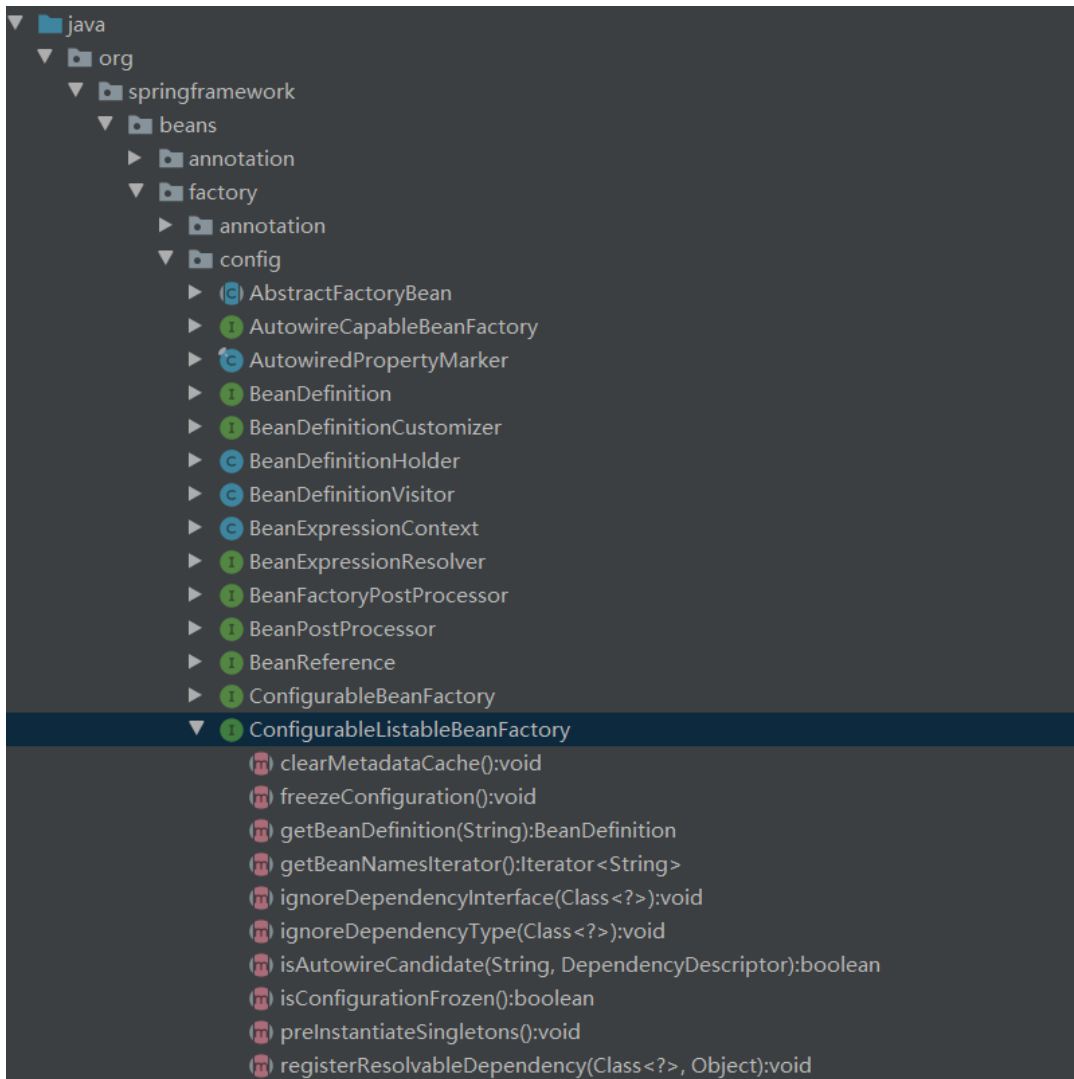 java
org
springframework
beans
annotation
factory
annotation
config
AbstractFactoryBean
AutowireCapableBeanFactory
AutowiredPropertyMarker
BeanDefinition
BeanDefinitionCustomizer
BeanDefinitionHolder
BeanDefinitionVisitor
BeanExpressionContext
BeanExpressionResolver
BeanFactoryPostProcessor
BeanPostProcessor
BeanReference
ConfigurableBeanFactory
ConfigurableListableBeanFactory
clearMetadataCache():void
freezeConfiguration():void
getBeanDefinition(String):BeanDefinition
getBeanNamesIterator():Iterator<String>
ignoreDependencyInterface(Class<?>):void
ignoreDependencyType(Class<?>):void
isAutowireCandidate(String, DependencyDescriptor):boolean
isConfigurationFrozen():boolean
preInstantiateSingletons():void
registerResolvableDependency(Class<?>, Object):void